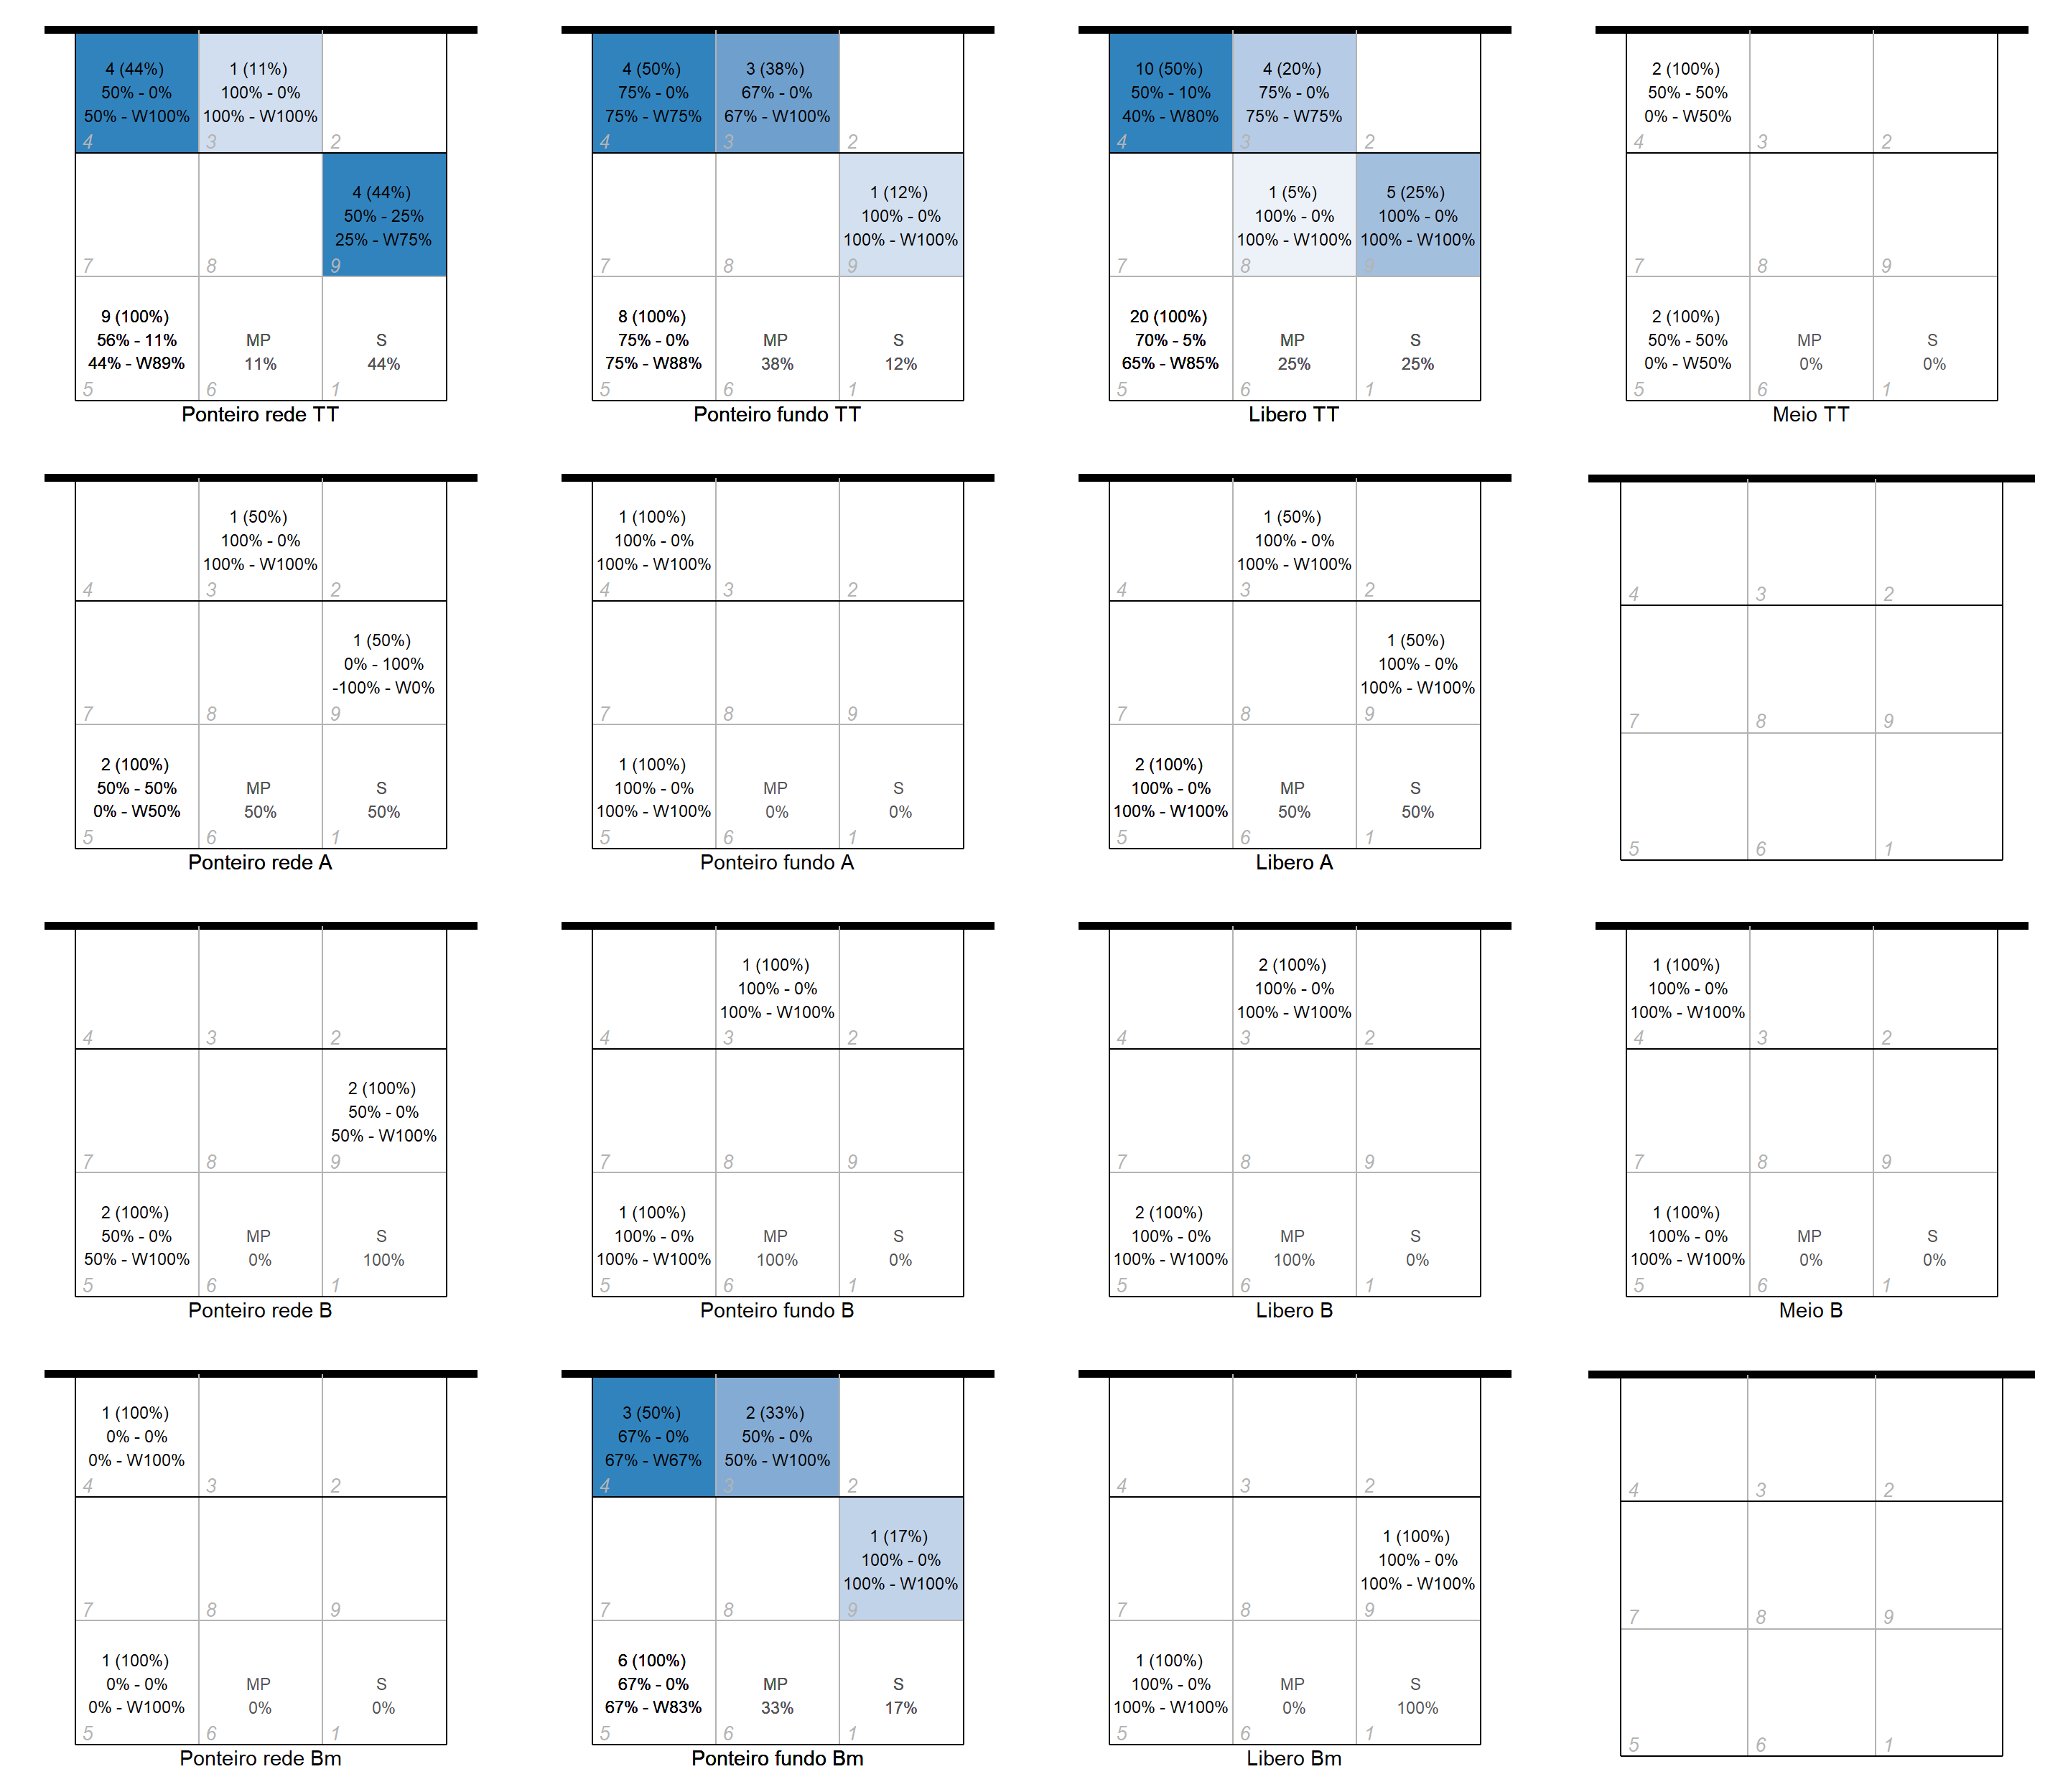 4 (44%)
50% - 0%
50% - W100%
4
1 (11%)
100% - 0%
100% - W100%
3
2
7
8
4 (44%)
50% - 25%
25% - W75%
9
9 (100%)
56% - 11%
44% - W89%
5
MP
11%
6
S
44%
1
Ponteiro rede TT
4 (50%)
75% - 0%
75% - W75%
4
3 (38%)
67% - 0%
67% - W100%
3
2
7
8
1 (12%)
100% - 0%
100% - W100%
9
8 (100%)
75% - 0%
75% - W88%
5
MP
38%
6
S
12%
1
Ponteiro fundo TT
10 (50%)
50% - 10%
40% - W80%
4
4 (20%)
75% - 0%
75% - W75%
3
2
7
1 (5%)
100% - 0%
100% - W100%
8
5 (25%)
100% - 0%
100% - W100%
9
20 (100%)
70% - 5%
65% - W85%
5
MP
25%
6
S
25%
1
Libero TT
2 (100%)
50% - 50%
0% - W50%
4
3
2
7
8
9
2 (100%)
50% - 50%
0% - W50%
5
MP
0%
6
S
0%
1
Meio TT
4
1 (50%)
100% - 0%
100% - W100%
3
2
7
8
1 (50%)
0% - 100%
-100% - W0%
9
2 (100%)
50% - 50%
0% - W50%
5
MP
50%
6
S
50%
1
Ponteiro rede A
1 (100%)
100% - 0%
100% - W100%
4
3
2
7
8
9
1 (100%)
100% - 0%
100% - W100%
5
MP
0%
6
S
0%
1
Ponteiro fundo A
4
1 (50%)
100% - 0%
100% - W100%
3
2
7
8
1 (50%)
100% - 0%
100% - W100%
9
2 (100%)
100% - 0%
100% - W100%
5
MP
50%
6
S
50%
1
Libero A
4
3
2
7
8
9
5
6
1
4
3
2
7
8
2 (100%)
50% - 0%
50% - W100%
9
2 (100%)
50% - 0%
50% - W100%
5
MP
0%
6
S
100%
1
Ponteiro rede B
4
1 (100%)
100% - 0%
100% - W100%
3
2
7
8
9
1 (100%)
100% - 0%
100% - W100%
5
MP
100%
6
S
0%
1
Ponteiro fundo B
4
2 (100%)
100% - 0%
100% - W100%
3
2
7
8
9
2 (100%)
100% - 0%
100% - W100%
5
MP
100%
6
S
0%
1
Libero B
1 (100%)
100% - 0%
100% - W100%
4
3
2
7
8
9
1 (100%)
100% - 0%
100% - W100%
5
MP
0%
6
S
0%
1
Meio B
1 (100%)
0% - 0%
0% - W100%
4
3
2
7
8
9
1 (100%)
0% - 0%
0% - W100%
5
MP
0%
6
S
0%
1
Ponteiro rede Bm
3 (50%)
67% - 0%
67% - W67%
4
2 (33%)
50% - 0%
50% - W100%
3
2
7
8
1 (17%)
100% - 0%
100% - W100%
9
6 (100%)
67% - 0%
67% - W83%
5
MP
33%
6
S
17%
1
Ponteiro fundo Bm
4
3
2
7
8
1 (100%)
100% - 0%
100% - W100%
9
1 (100%)
100% - 0%
100% - W100%
5
MP
0%
6
S
100%
1
Libero Bm
4
3
2
7
8
9
5
6
1